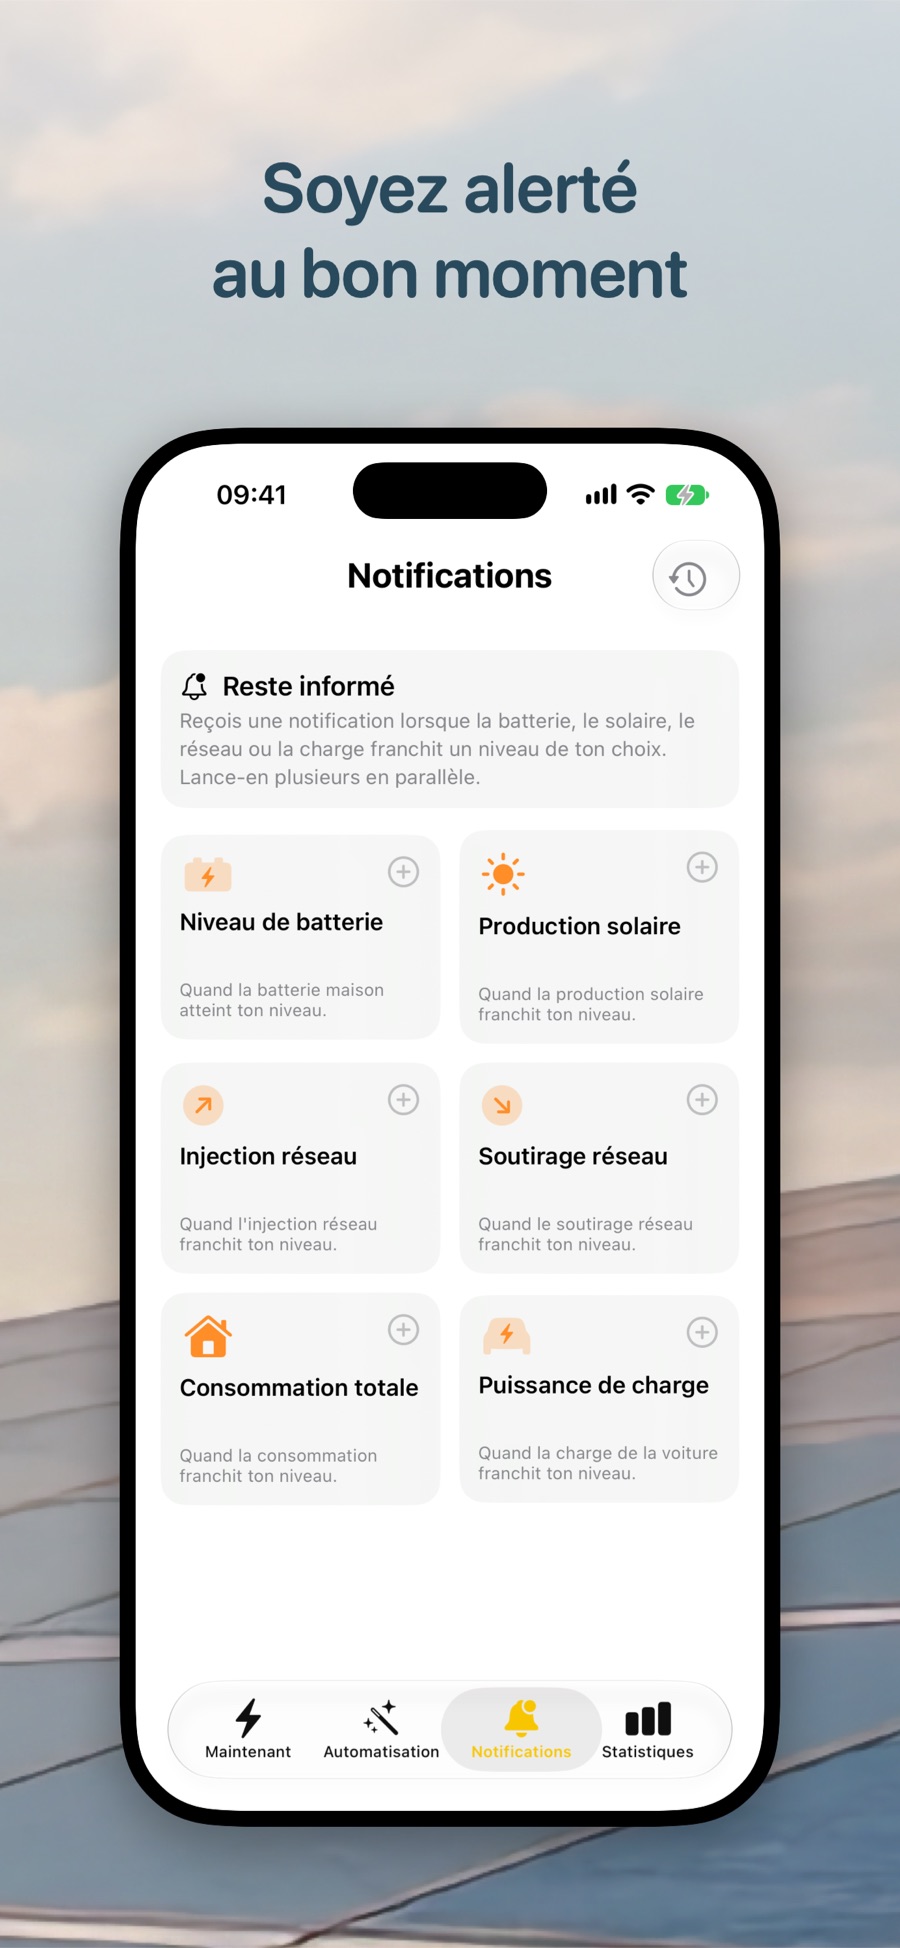 Soyez alerté
au bon moment
09:41
Notifications
Reste informé
Reçois une notification lorsque la batterie, le solaire, le
réseau ou la charge franchit un niveau de ton choix.
Lance-en plusieurs en parallèle.
Niveau de batterie
Quand la batterie maison
atteint ton niveau.
Production solaire
Quand la production solaire
franchit ton niveau.
Injection réseau
Quand l'injection réseau
franchit ton niveau.
Soutirage réseau
Quand le soutirage réseau
franchit ton niveau.
Consommation totale
Quand la consommation
franchit ton niveau.
Puissance de charge
Quand la charge de la voiture
franchit ton niveau.
Maintenant
Automatisation
Notifications
Statistiques